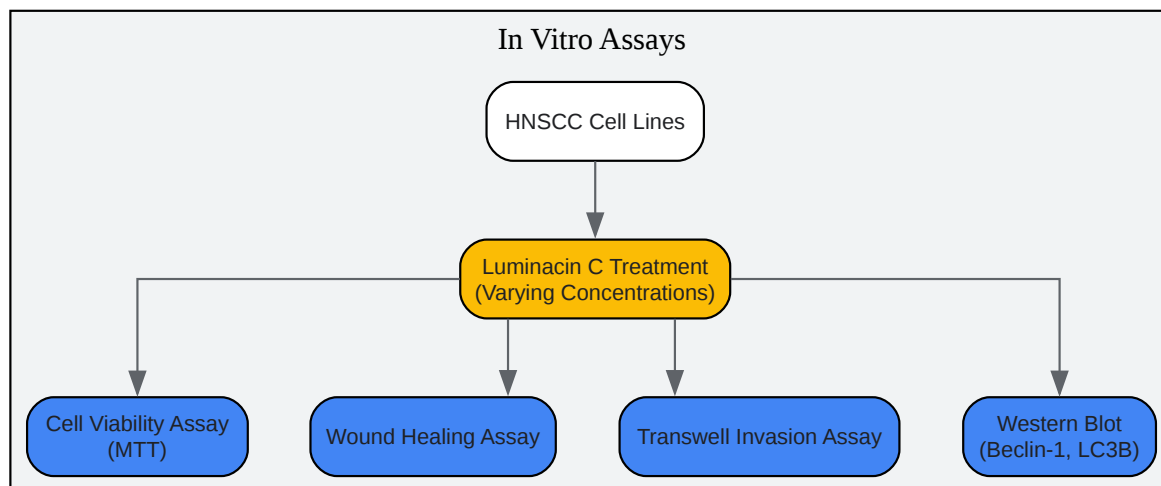 In Vitro Assays
HNSCC Cell Lines
Luminacin C Treatment
(Varying Concentrations)
Cell Viability Assay
(MTT)
Wound Healing Assay
Transwell Invasion Assay
Western Blot
(Beclin-1, LC3B)